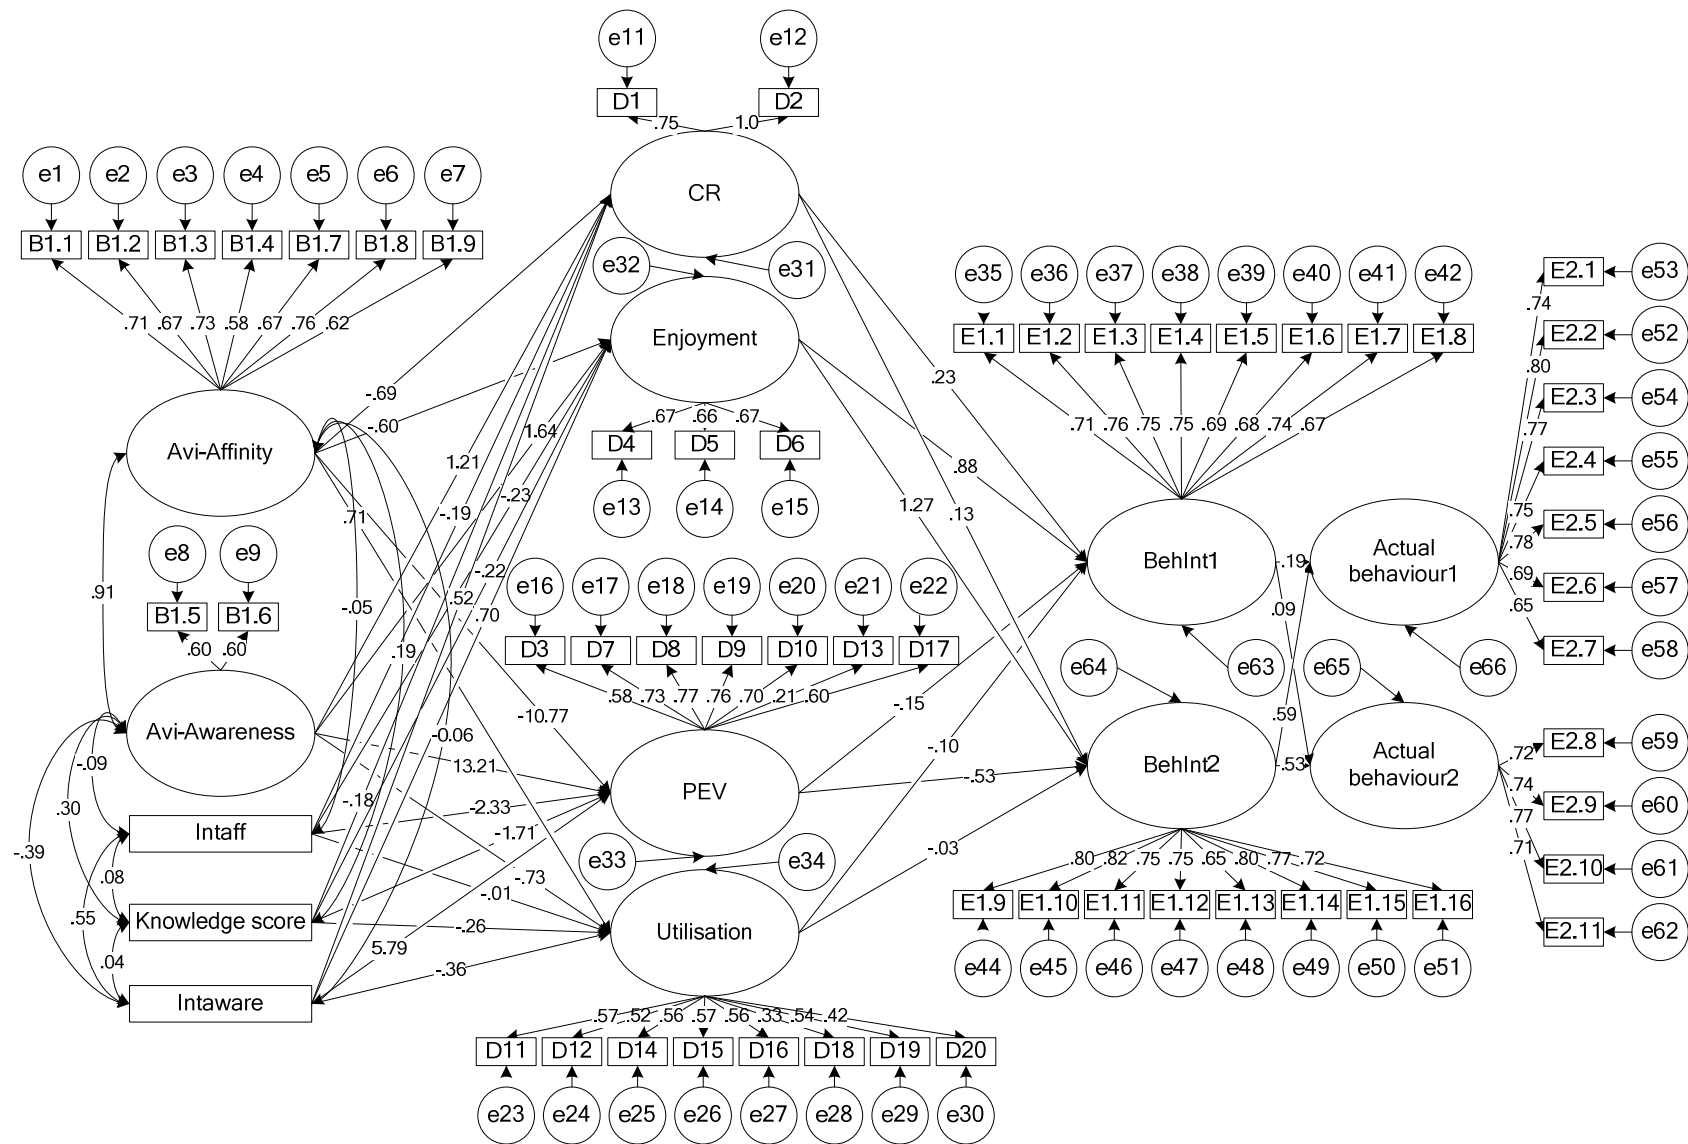 e11 e12
D1 D2
.75 1.0
CR
e1 e2 e3 e4 e5 e6 e7
B1.1 B1.2 B1.3 B1.4 B1.7 B1.8 B1.9
.71 .67 .73 .58 .67 .76 .62
e32 e31
Enjoyment
.67 .66 .67
D4 D5 D6
e13 e14 e15
Avi-Affinity
-.69
-.60
1.64
1.21
-.23
-.19
.71
-.22
.52
.70
-.05
.19
-0.06
.91
e8 e9
B1.5 B1.6
.60 .60
Avi-Awareness
-10.77
13.21
-.18
-2.33
-1.71
-.73
-.01
-.26
5.79
-.36
-.09
.30
-.39
.08
.55
.04
Intaff
Knowledge score
Intaware
e16 e17 e18 e19 e20 e21 e22
D3 D7 D8 D9 D10 D13 D17
.58 .73 .77 .76 .70 .21 .60
PEV
e33 e34
Utilisation
.57 .52 .56 .57 .56 .33 .54 .42
D11 D12 D14 D15 D16 D18 D19 D20
e23 e24 e25 e26 e27 e28 e29 e30
.23
.88
1.27
.13
-.15
-.10
-.53
-.03
e35 e36 e37 e38 e39 e40 e41 e42
E1.1 E1.2 E1.3 E1.4 E1.5 E1.6 E1.7 E1.8
.71 .76 .75 .75 .69 .68 .74 .67
BehInt1
-.19
.09
e63
e64
BehInt2
.59
-.53
.80 .82 .75 .75 .65 .80 .77 .72
E1.9 E1.10 E1.11 E1.12 E1.13 E1.14 E1.15 E1.16
e44 e45 e46 e47 e48 e49 e50 e51
Actual
behaviour1
e66
e65
Actual
behaviour2
.74
.80
.77
.75
.78
.69
.65
E2.1 e53
E2.2 e52
E2.3 e54
E2.4 e55
E2.5 e56
E2.6 e57
E2.7 e58
.72
.74
.77
.71
E2.8 e59
E2.9 e60
E2.10 e61
E2.11 e62